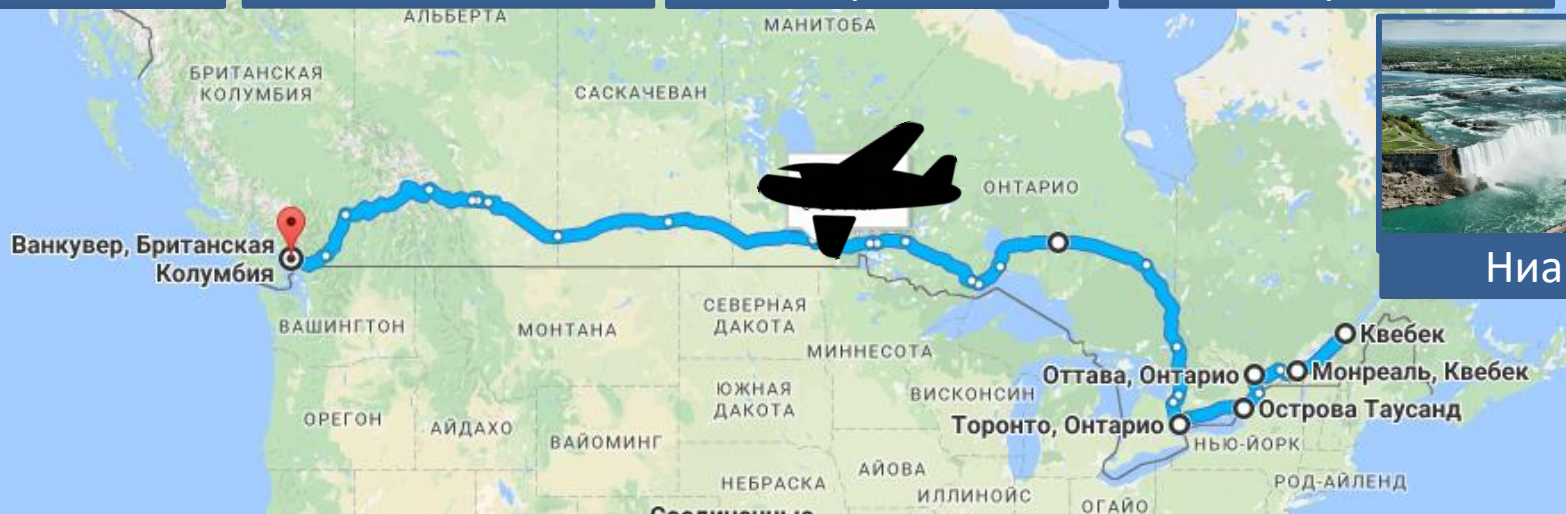 АЛЬБЕРТА
МАНИТОБА
БРИТАНСКАЯ
КОЛУМБИЯ
САСКАЧЕВАН
ОНТАРИО
Ванкувер, Британская
Колумбия
Ниа
ВАШИНГТОН
МОНТАНА
СЕВЕРНАЯ
ДАКОТА
МИННЕСОТА
Квебек
Оттава, Онтарио
Монреаль, Квебек
ЮЖНАЯ
ДАКОТА
ВИСКОНСИН
Острова Таусанд
ОРЕГОН
АЙДАХО
Торонто, Онтарио
ВАЙОМИНГ
НЬЮ-ЙОРК
АЙОВА
НЕБРАСКА
ИЛЛИНОЙС
РОД-АЙЛЕНД
ОГАЙО